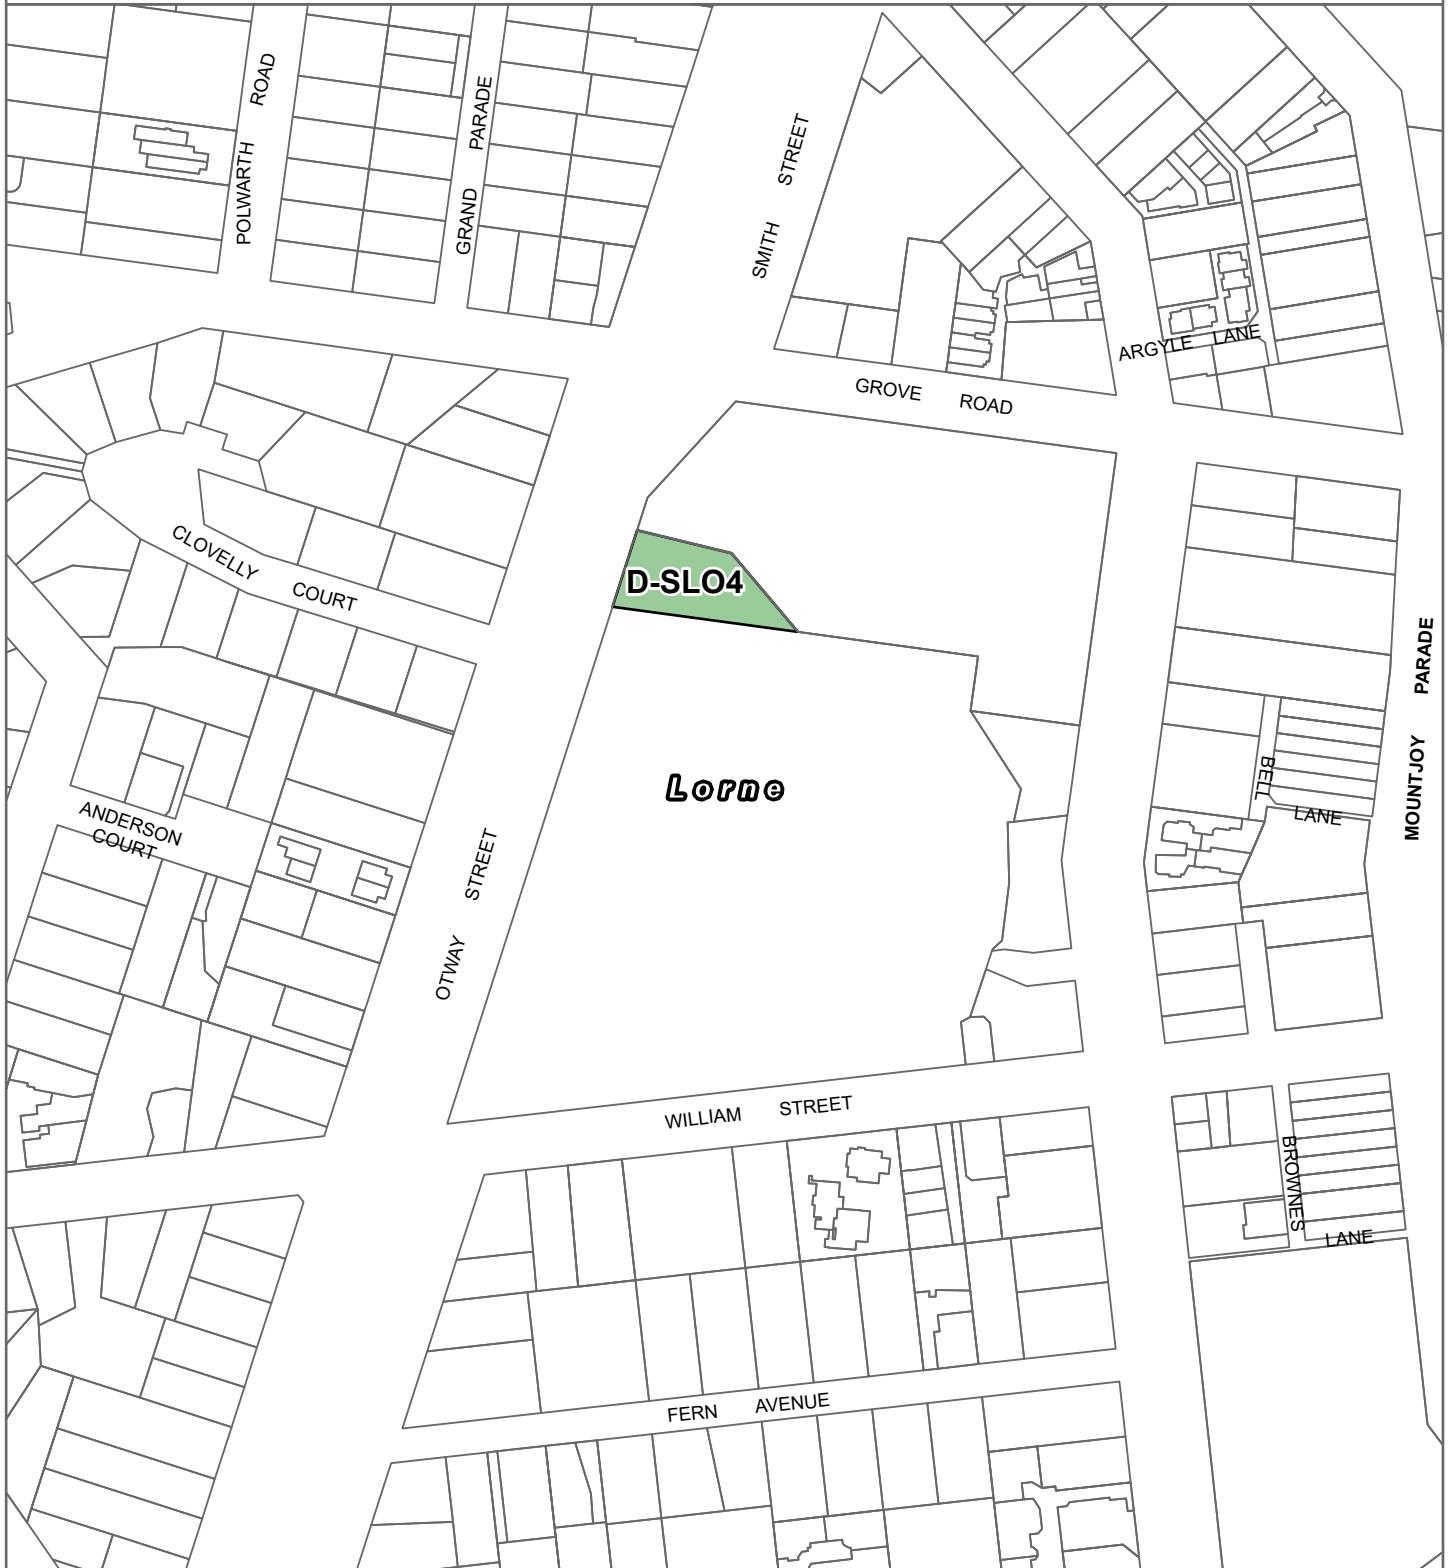 POLWARTH ROAD
GRAND PARADE
SMITH STREET
GROVE ROAD
ARGYLE LANE
CLOVELLY COURT
D-SLO4
MOUNTJOY PARADE
BELL
LANE
Lorne
ANDERSON
COURT
OTWAY STREET
WILLIAM STREET
BROWNES
LANE
FERN AVENUE